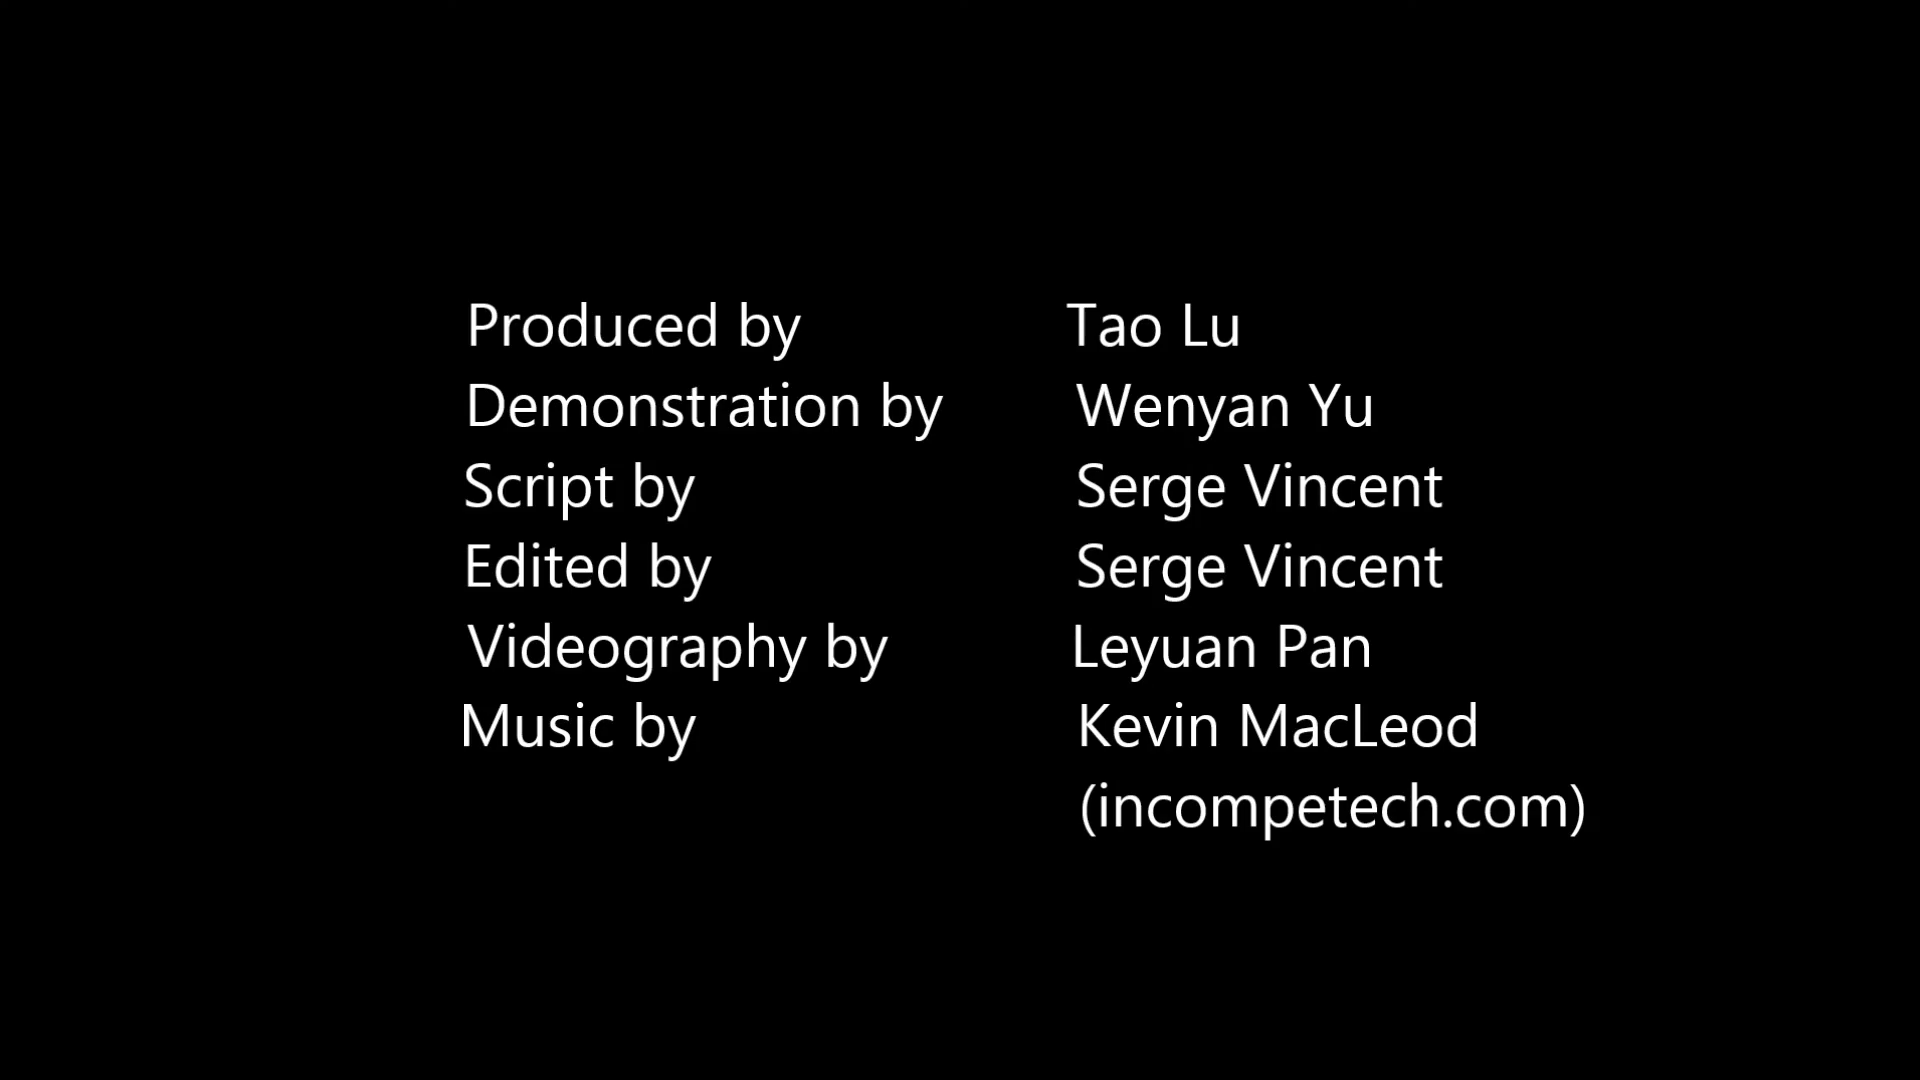 Produced by Tao Lu
Demonstration by Wenyan Yu
Script by Serge Vincent
Edited by Serge Vincent
Videography by Leyuan Pan
Music by Kevin MacLeod
(incompetech.com)